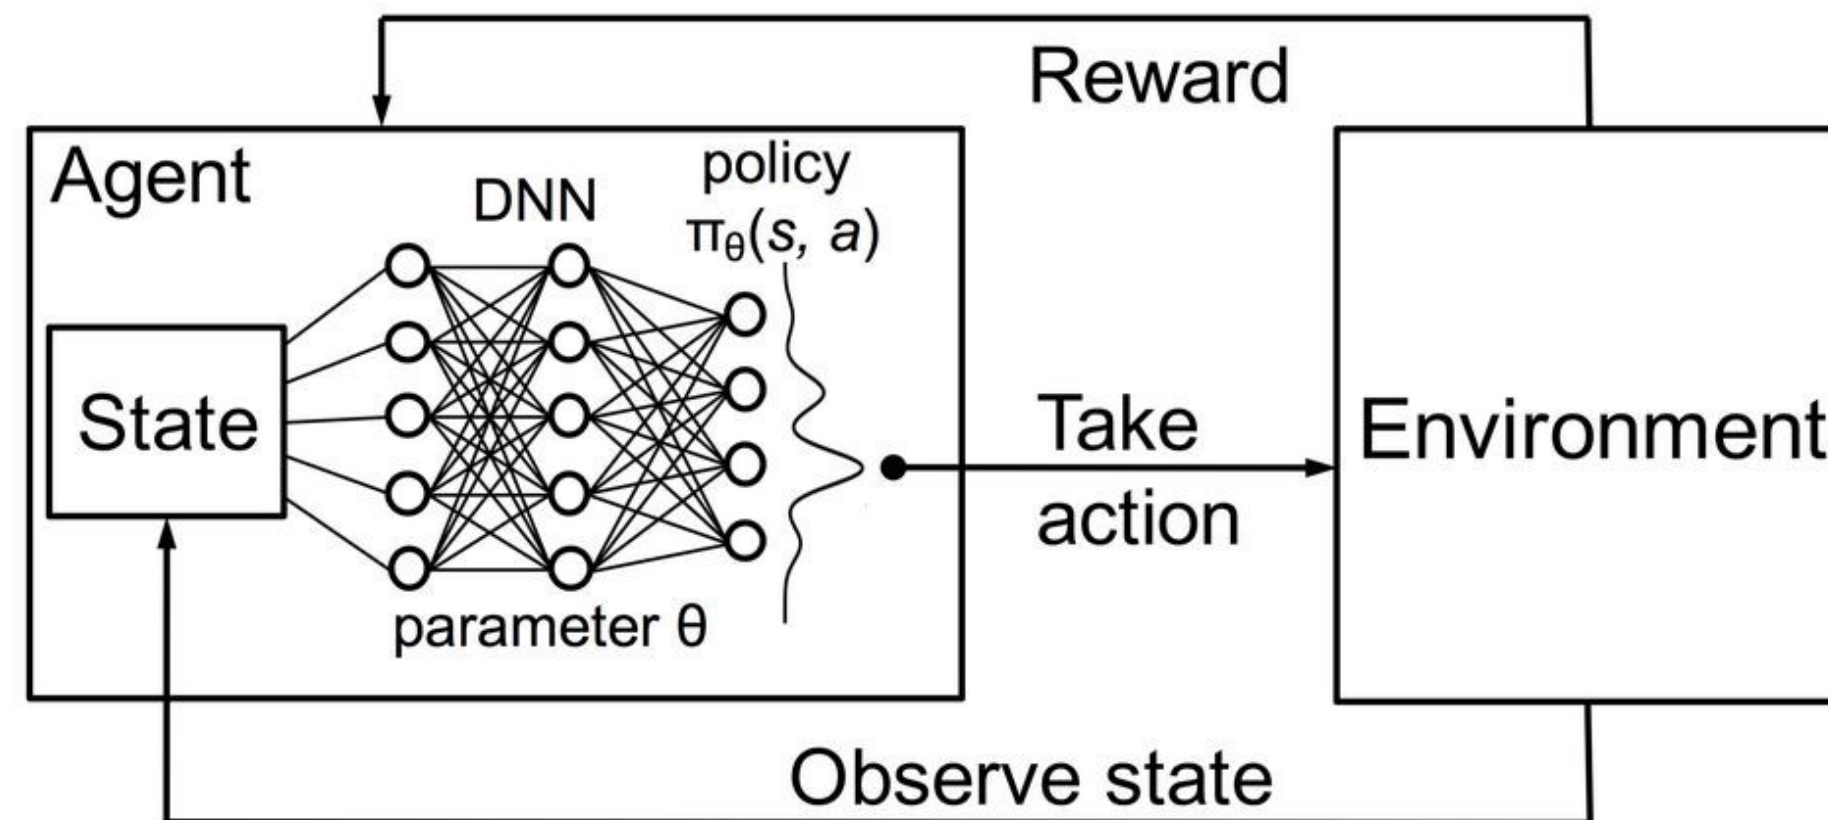 Reward
Agent
policy
DNN
πθ(s, a)
State
Take
action
Environment
parameter θ
Observe state